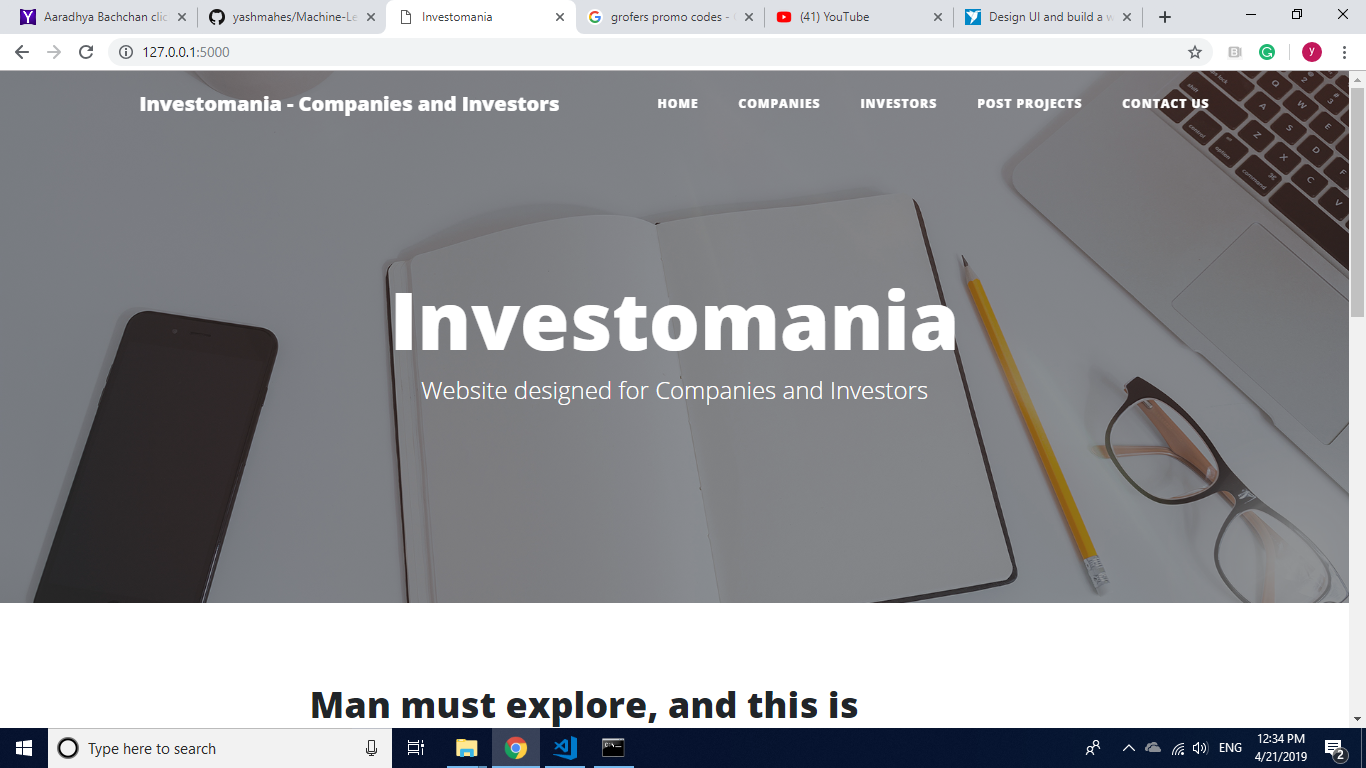 Aaradhya Bachchan clic
yashmahes/Machine-Le
Investomania
grofers promo codes -
(41) YouTube
Design UI and build a w
127.0.0.1:5000
y
Investomania - Companies and Investors
HOME
COMPANIES
INVESTORS
POST PROJECTS
CONTACT US
Investomania
Website designed for Companies and Investors
Man must explore, and this is
Type here to search
ENG
12:34 PM
4/21/2019
2